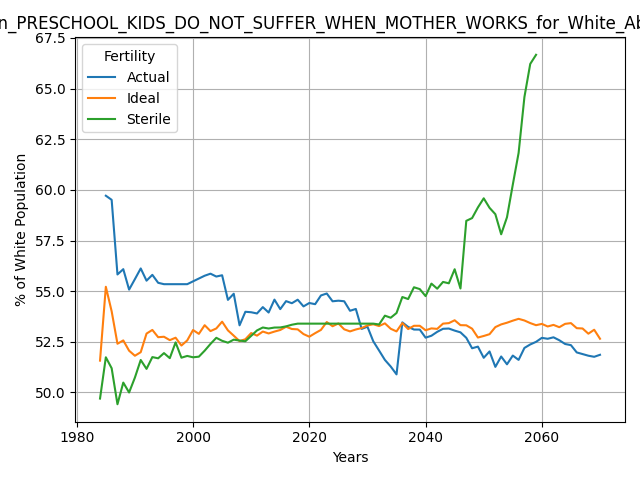 n_PRESCHOOL_KIDS_DO_NOT_SUFFER_WHEN_MOTHER_WORKS_for_White_Ab
67.5
65.0
62.5
60.0
57.5
55.0
52.5
50.0
% of White Population
Fertility
Actual
Ideal
Sterile
1980
2000
2020
2040
2060
Years